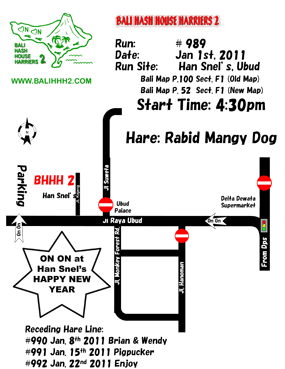 BALI HASH HOUSE HARRIERS 2
ON ON
BALI
HASH
HOUSE
HARRIERS 2
WWW.BALIHHH2.COM
Run: # 989
Date: Jan 1st, 2011
Run Site: Han Snel's, Ubud
Bali Map P.100 Sect. F1 (Old Map)
Bali Map P. 52 Sect. F1 (New Map)
Start Time: 4:30pm
Hare: Rabid Mangy Dog
Parking
BHHH 2
Han Snel's
Jl Suweta
Ubud
Palace
Delta Dewata
Supermarket
On On
Jl Raya Ubud
On On
Jl Monkey Forest Rd
Jl. Hanoman
From Dps
ON ON at
Han Snel's
HAPPY NEW
YEAR
Receding Hare Line:
#990 Jan, 8th 2011 Brian & Wendy
#991 Jan, 15th 2011 Pigpucker
#992 Jan, 22nd 2011 Enjoy